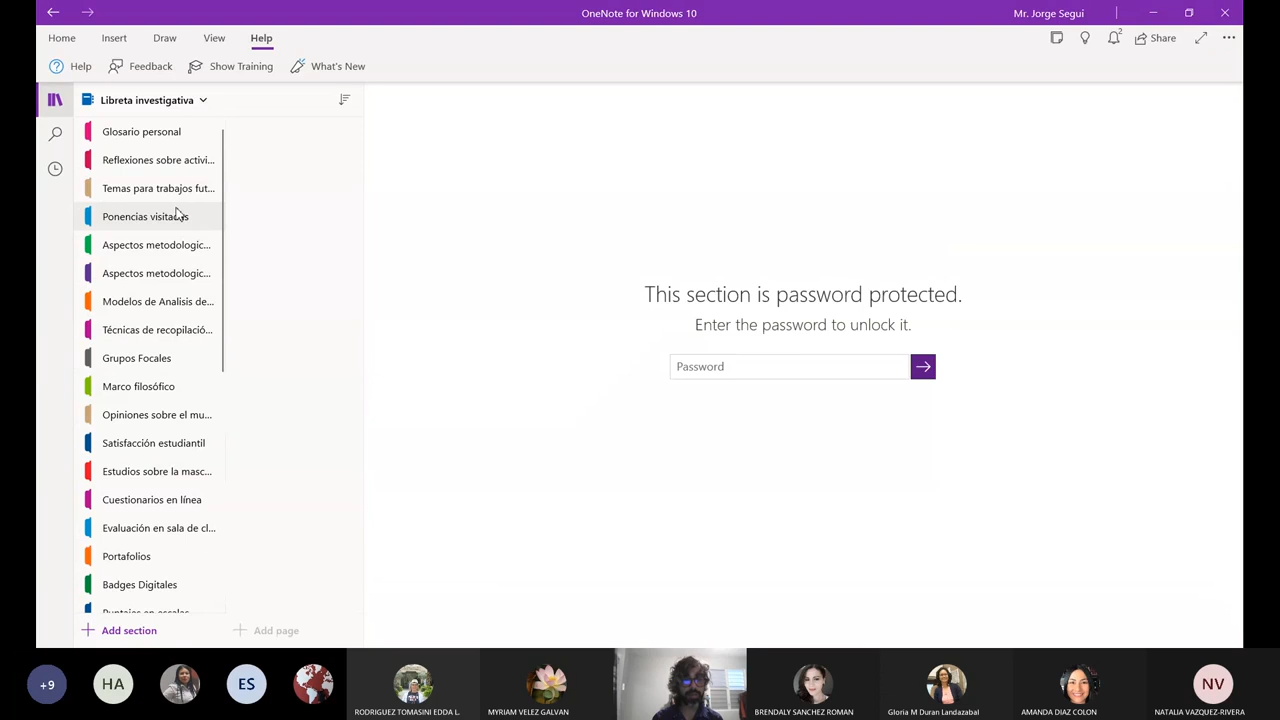 OneNote for Windows 10
Mr. Jorge Segui
Home
Insert
Draw
View
Help
2
Share
Help
Feedback
Show Training
What's New
Libreta investigativa
Glosario personal
Reflexiones sobre activi...
Temas para trabajos fut...
Ponencias visitadas
Aspectos metodologic...
Aspectos metodologic...
Modelos de Analisis de...
Técnicas de recopilació...
Grupos Focales
Marco filosófico
Opiniones sobre el mu...
Satisfacción estudiantil
Estudios sobre la masc...
Cuestionarios en línea
Evaluación en sala de cl...
Portafolios
Badges Digitales
Puntajes en escalas
Add section
Add page
This section is password protected.
Enter the password to unlock it.
Password
+9
HA
ES
NV
RODRIGUEZ TOMASINI EDDA L.
MYRIAM VELEZ GALVAN
BRENDALY SANCHEZ ROMAN
Gloria M Duran Landazabal
AMANDA DIAZ COLON
NATALIA VAZQUEZ-RIVERA